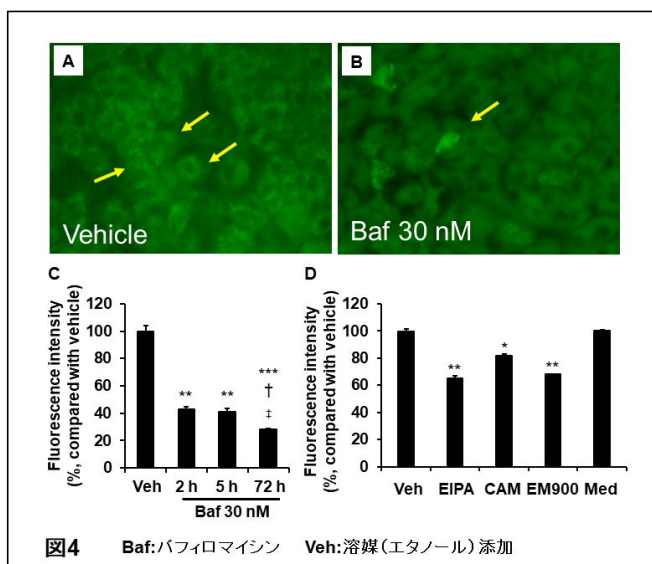 A
B
Vehicle
Baf 30 nM
C
D
Fluorescence intensity
(%, compared with vehicle)
120
100
80
60
40
20
0
**
**
***
†
‡
Veh
2 h
5 h
72 h
Baf 30 nM
Fluorescence intensity
(%, compared with vehicle)
120
100
80
60
40
20
0
**
*
**
Veh
EIPA
CAM
EM900
Med
図4 Baf:バフィロマイシン Veh:溶媒(エタノール)添加